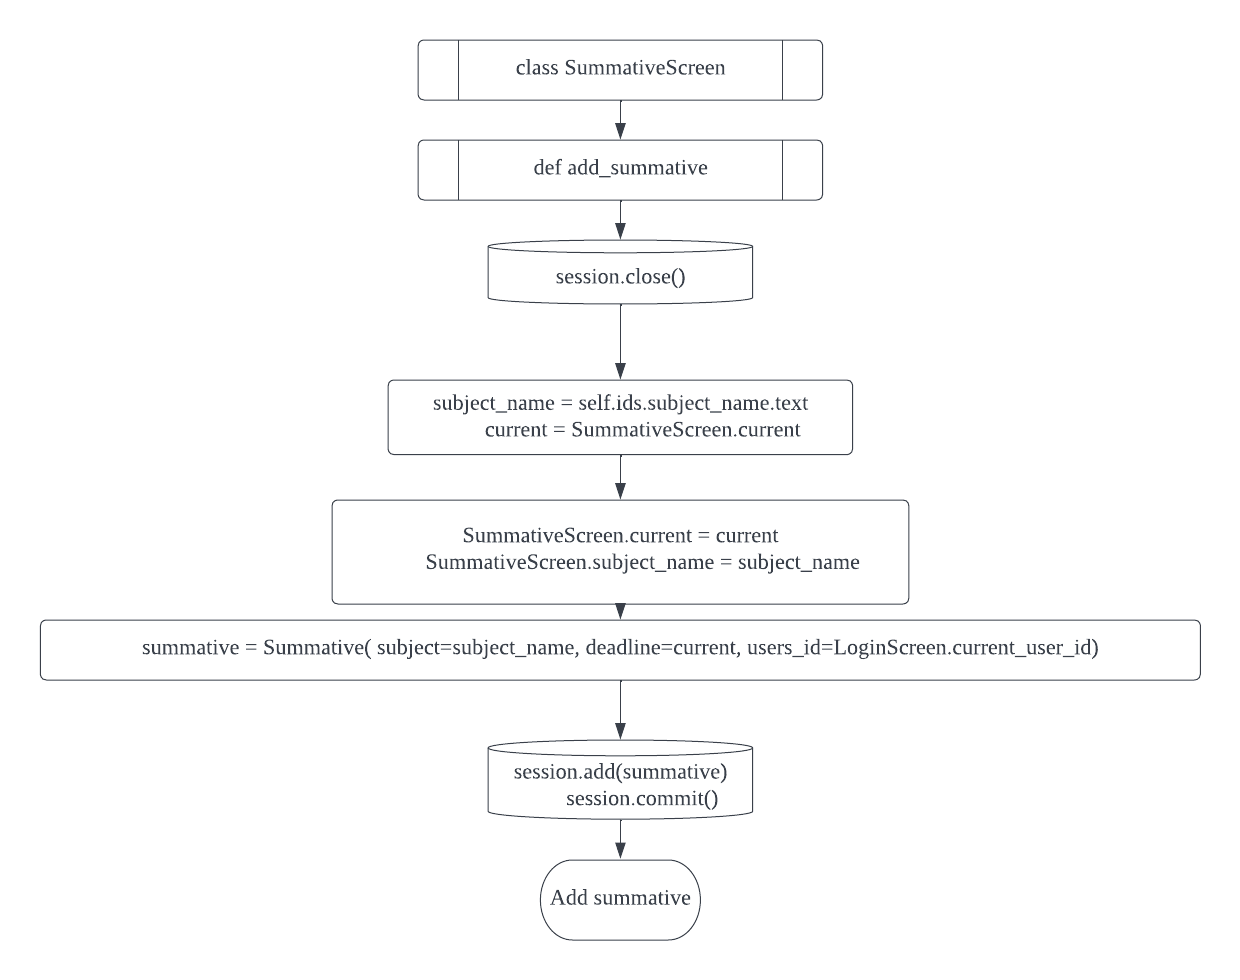 class SummativeScreen
def add_summative
session.close()
subject_name = self.ids.subject_name.text
current = SummativeScreen.current
SummativeScreen.current = current
SummativeScreen.subject_name = subject_name
summative = Summative( subject=subject_name, deadline=current, users_id=LoginScreen.current_user_id)
session.add(summative)
session.commit()
Add summative